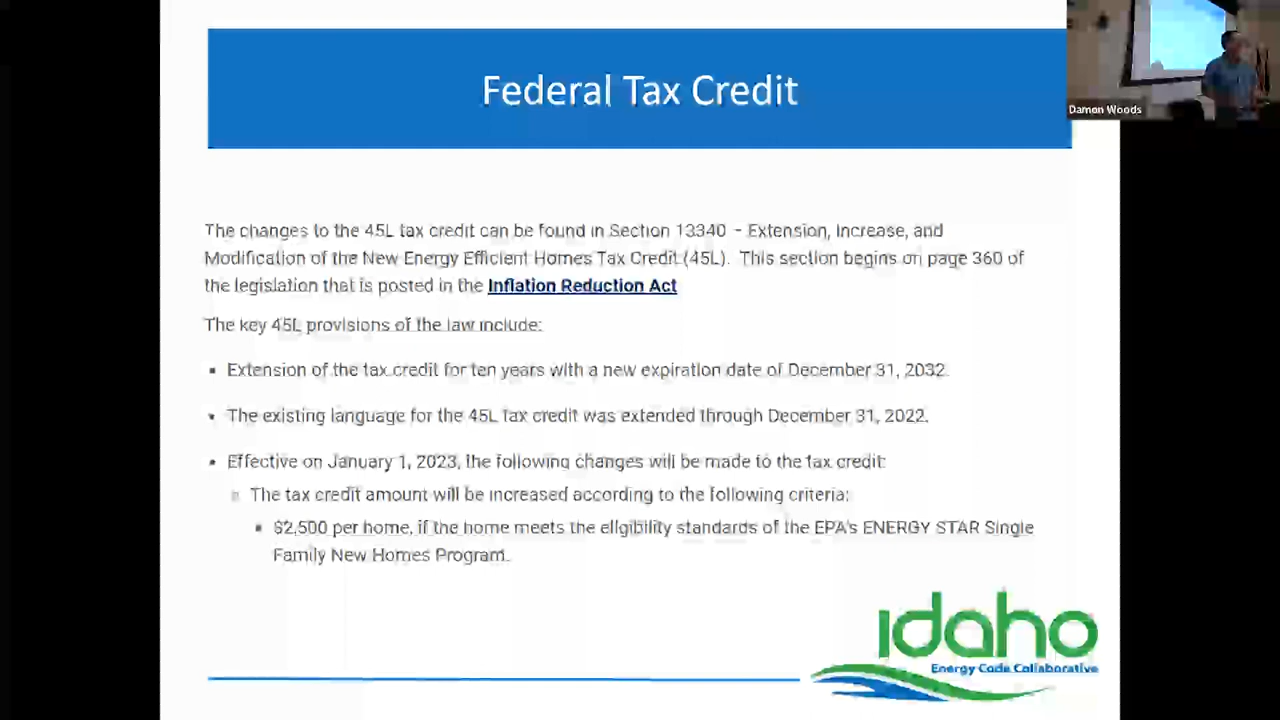 Federal Tax Credit
Damon Woods
The changes to the 45L tax credit can be found in Section 13340 - Extension, Increase, and
Modification of the New Energy Efficient Homes Tax Credit (45L). This section begins on page 360 of
the legislation that is posted in the Inflation Reduction Act
The key 45L provisions of the law include:
▪ Extension of the tax credit for ten years with a new expiration date of December 31, 2032.
▪ The existing language for the 45L tax credit was extended through December 31, 2022.
▪ Effective on January 1, 2023, the following changes will be made to the tax credit:
▫ The tax credit amount will be increased according to the following criteria:
▪ $2,500 per home, if the home meets the eligibility standards of the EPA's ENERGY STAR Single
Family New Homes Program.
idaho
Energy Code Collaborative